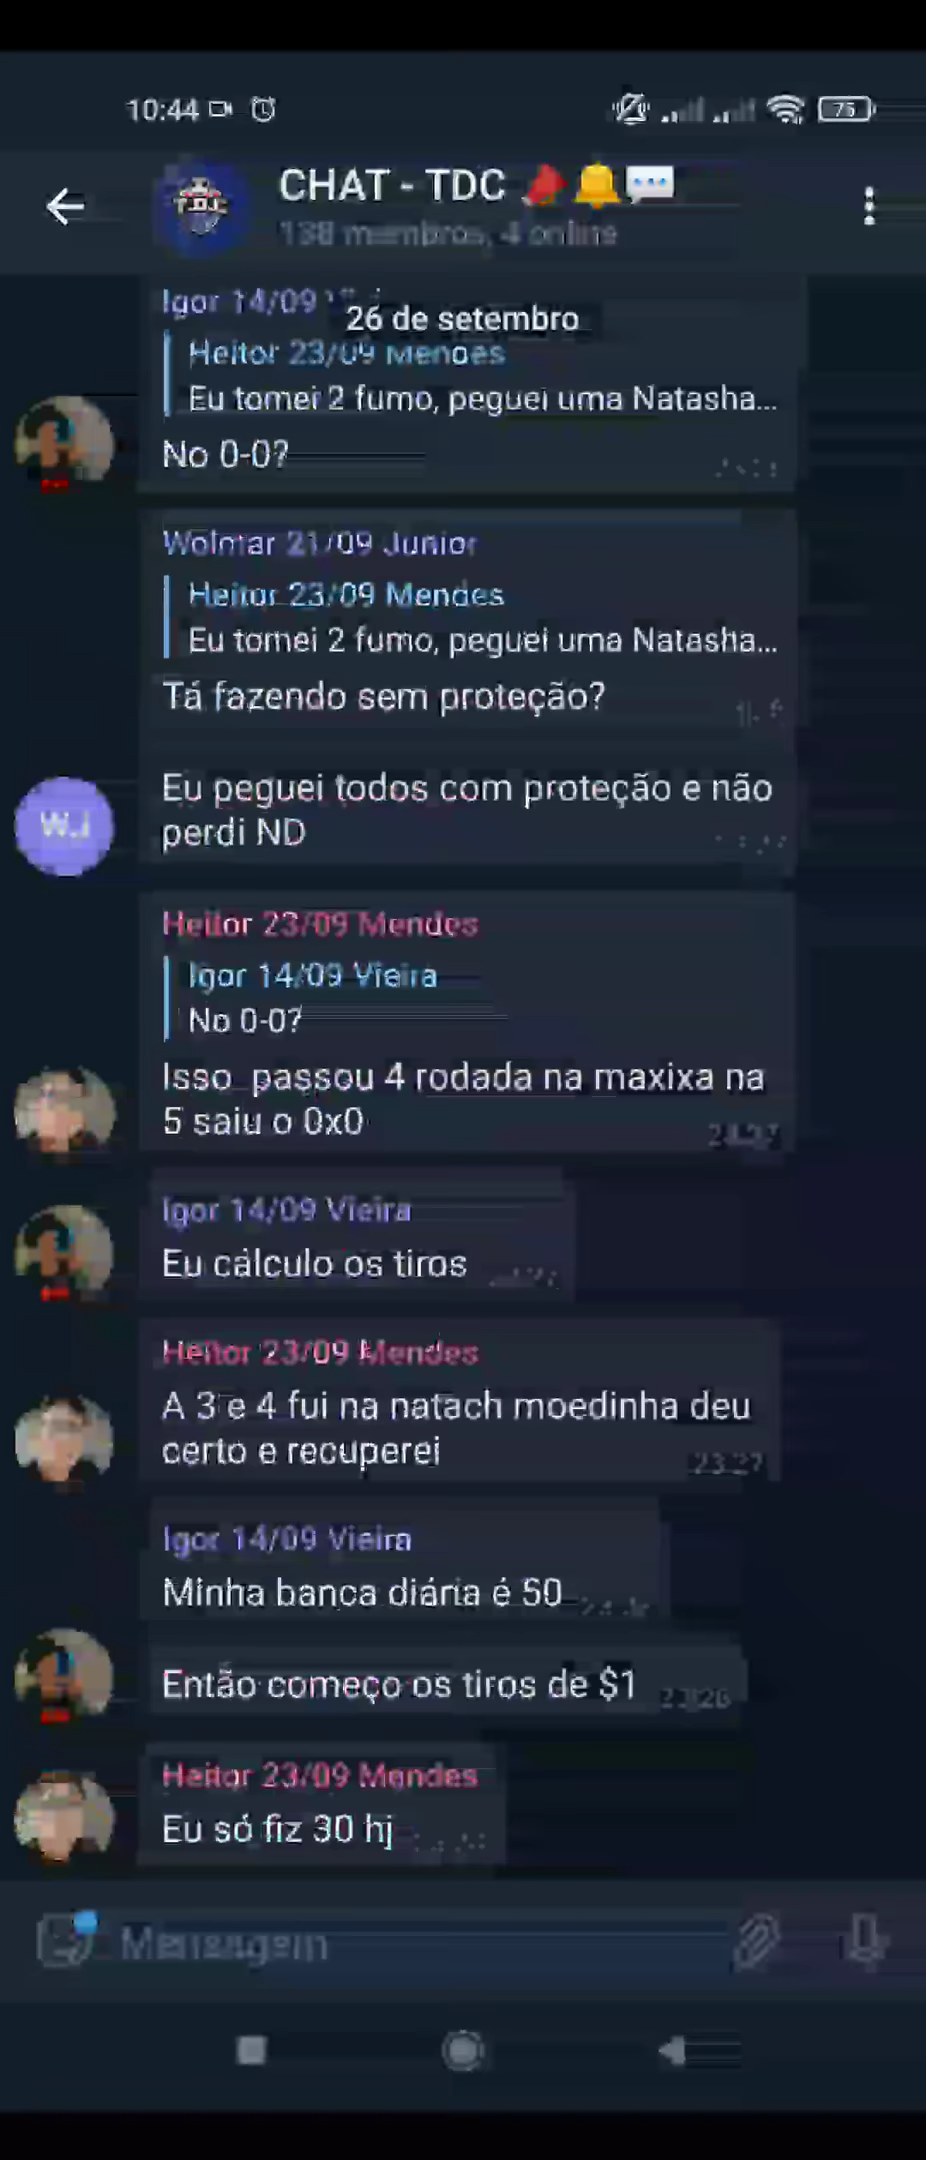 10:44
75
CHAT - TDC
138 membros, 4 online
26 de setembro
Igor 14/09
Heitor 23/09 Mendes
Eu tomei 2 fumo, peguei uma Natasha...
No 0-0?
Wolmar 21/09 Junior
Heitor 23/09 Mendes
Eu tomei 2 fumo, peguei uma Natasha...
Tá fazendo sem proteção?
WJ
Eu peguei todos com proteção e não
perdi ND
Heitor 23/09 Mendes
Igor 14/09 Vieira
No 0-0?
Isso passou 4 rodada na maxixa na
5 saiu o 0x0
Igor 14/09 Vieira
Eu cálculo os tiros
Heitor 23/09 Mendes
A 3 e 4 fui na natach moedinha deu
certo e recuperei
23:27
Igor 14/09 Vieira
Minha banca diária é 50
Então começo os tiros de $1
Heitor 23/09 Mendes
Eu só fiz 30 hj
Mensagem